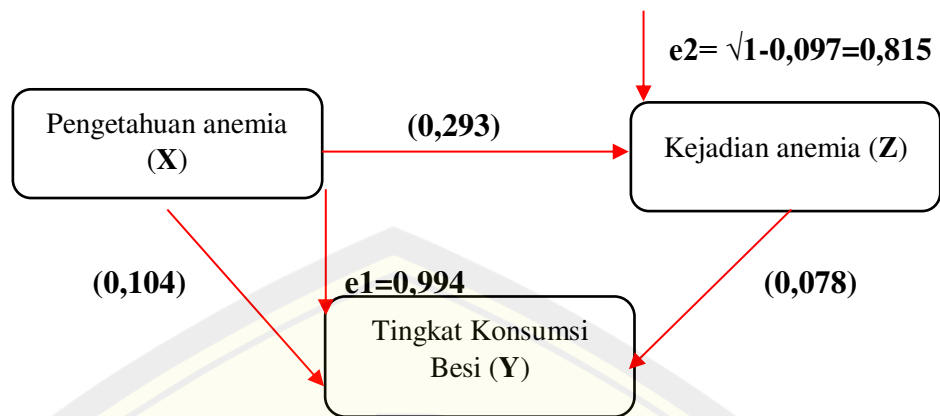 e2= √1-0,097=0,815
Pengetahuan anemia
(X)
(0,293)
Kejadian anemia (Z)
(0,104)
e1=0,994
(0,078)
Tingkat Konsumsi
Besi (Y)